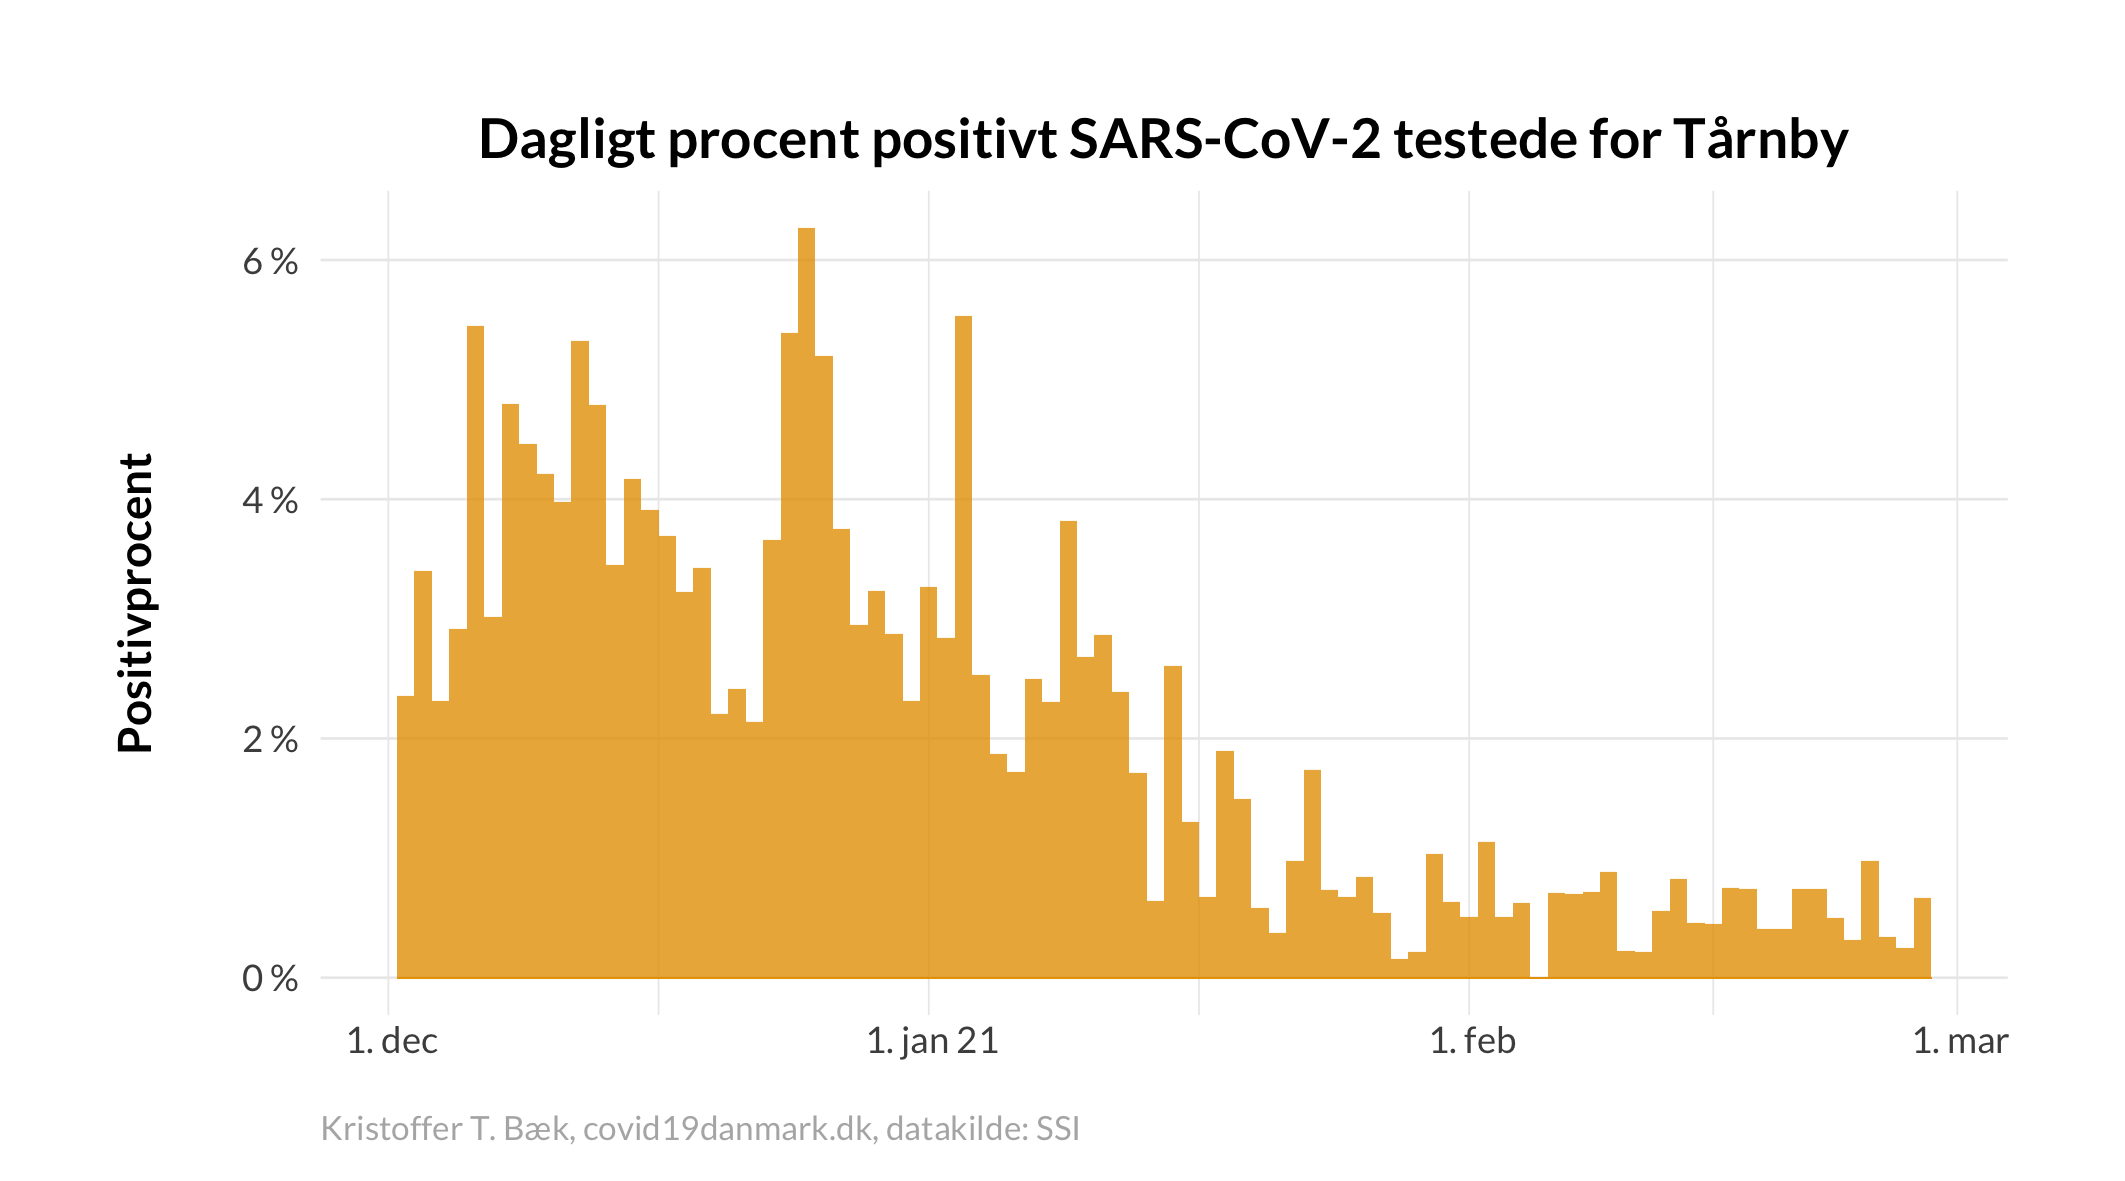 Dagligt procent positivt SARS-CoV-2 testede for Tårnby
Positivprocent
6 %
4 %
2 %
0 %
1. dec
1. jan 21
1. feb
1. mar
Kristoffer T. Bæk, covid19danmark.dk, datakilde: SSI